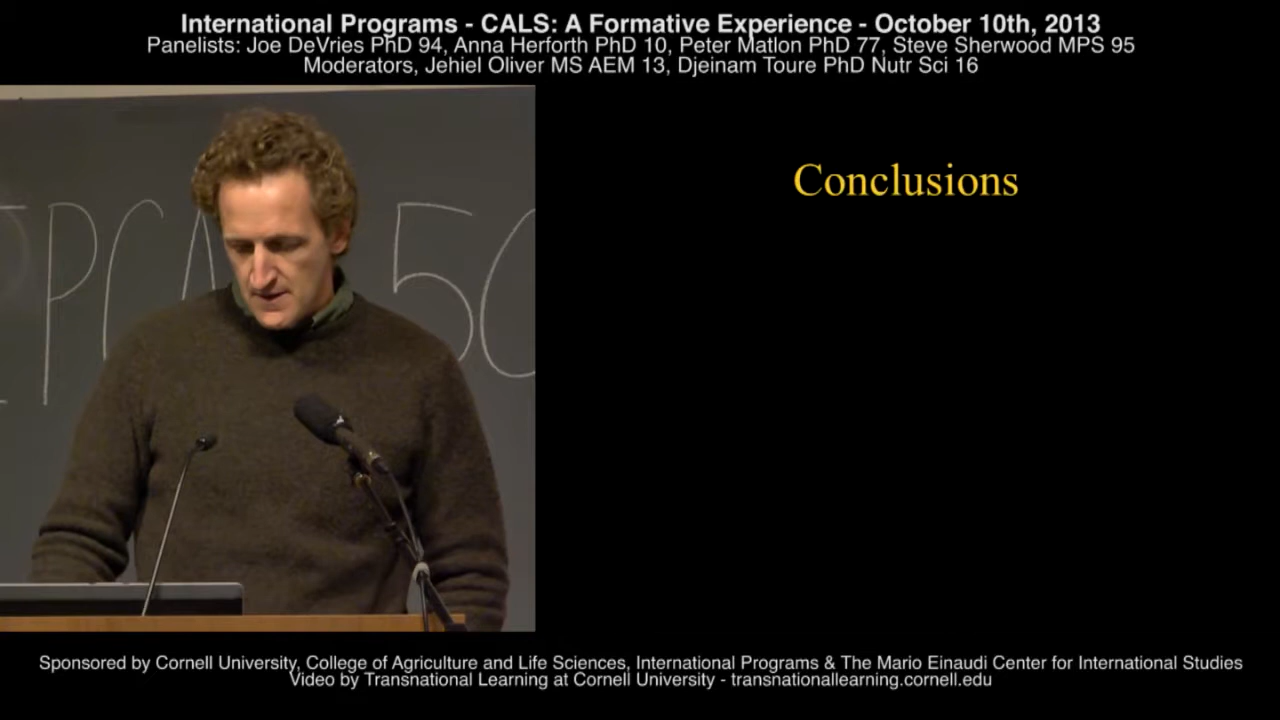 International Programs - CALS: A Formative Experience - October 10th, 2013
Panelists: Joe DeVries PhD 94, Anna Herforth PhD 10, Peter Matlon PhD 77, Steve Sherwood MPS 95
Moderators, Jehiel Oliver MS AEM 13, Djeinam Toure PhD Nutr Sci 16
Conclusions
IPCA 50
Sponsored by Cornell University, College of Agriculture and Life Sciences, International Programs & The Mario Einaudi Center for International Studies
Video by Transnational Learning at Cornell University - transnationallearning.cornell.edu